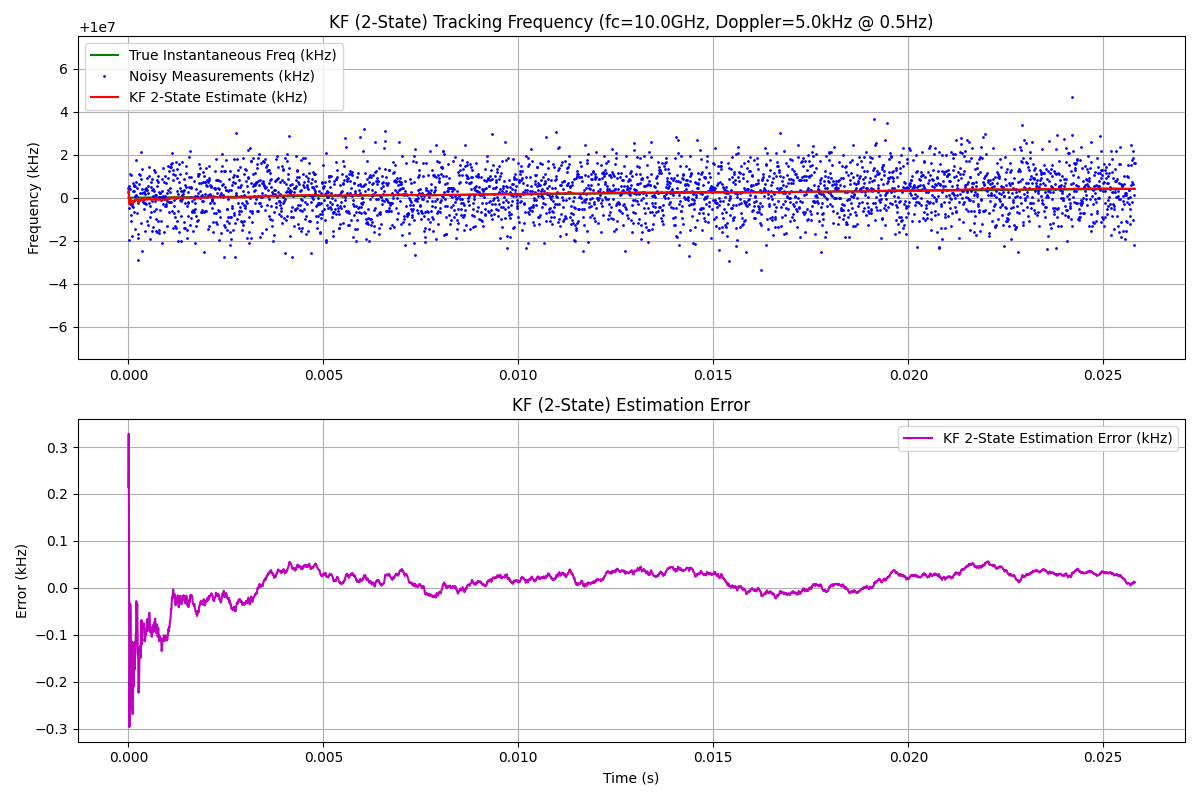 KF (2-State) Tracking Frequency (fc=10.0GHz, Doppler=5.0kHz @ 0.5Hz)
+1e7
True Instantaneous Freq (kHz)
Noisy Measurements (kHz)
KF 2-State Estimate (kHz)
6
4
2
0
−2
−4
−6
Frequency (kHz)
0.000 0.005 0.010 0.015 0.020 0.025
KF (2-State) Estimation Error
KF 2-State Estimation Error (kHz)
0.3
0.2
0.1
0.0
−0.1
−0.2
−0.3
Error (kHz)
0.000 0.005 0.010 0.015 0.020 0.025
Time (s)